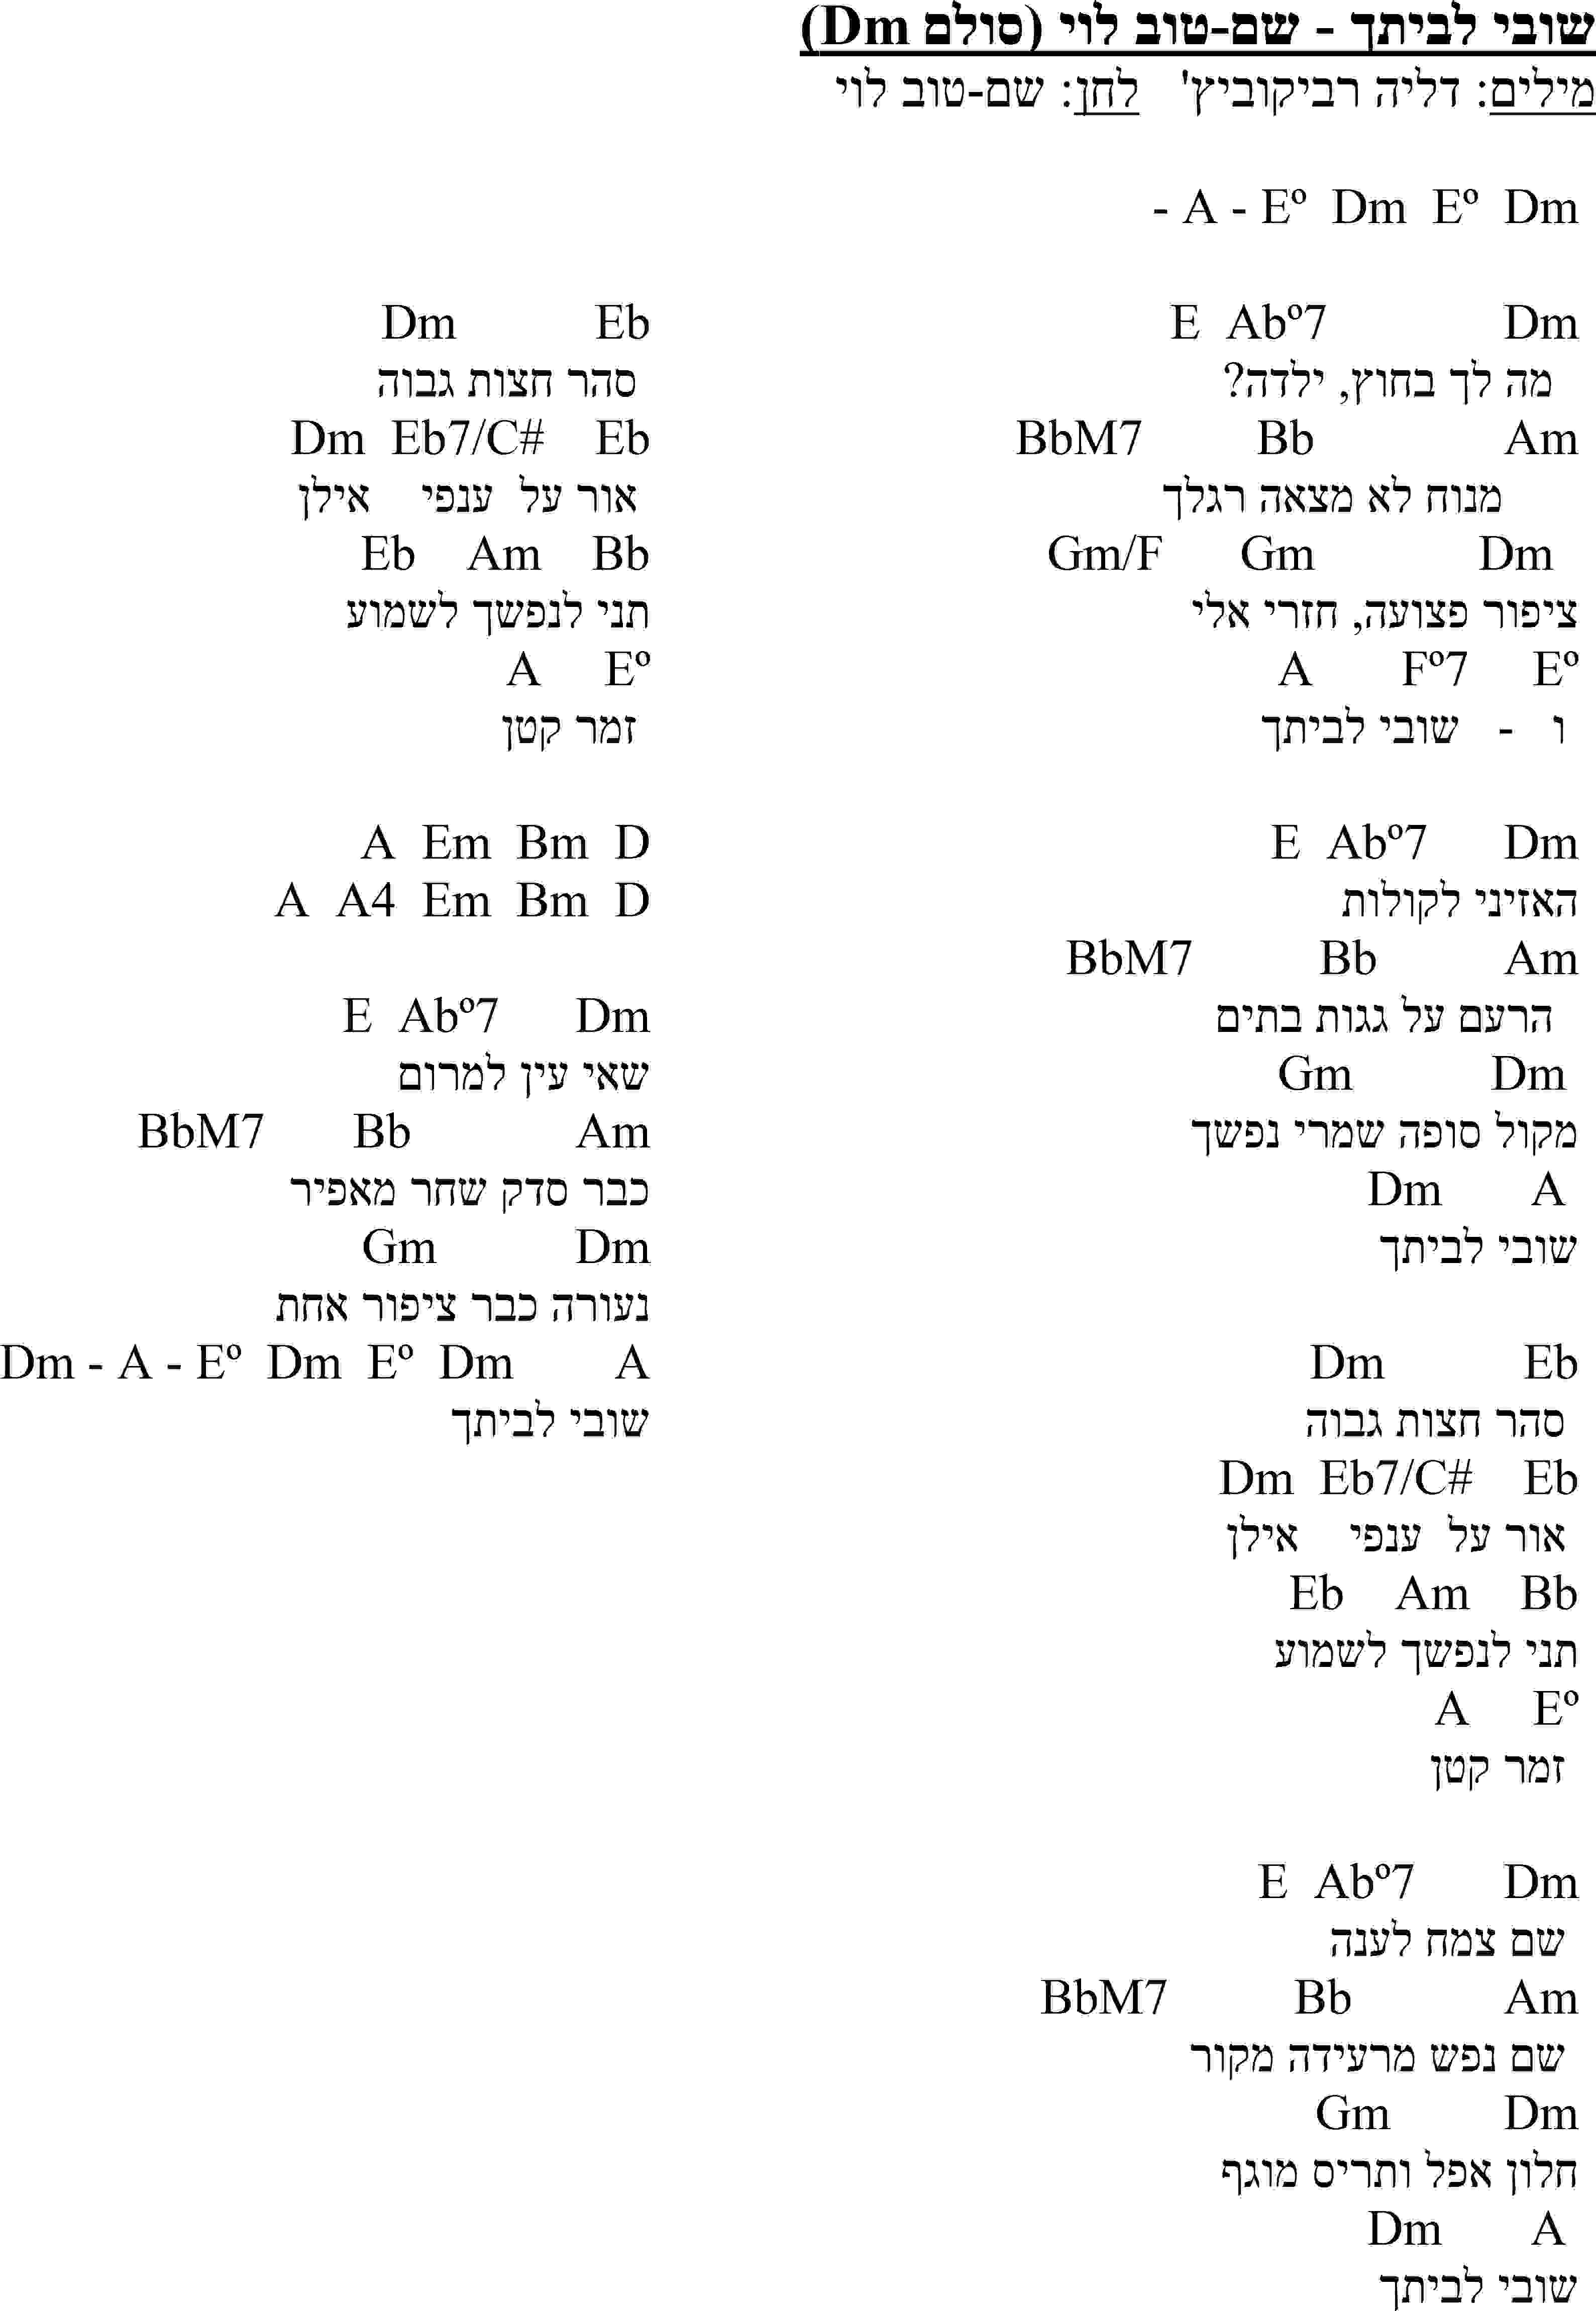 שובי לביתך - שם-טוב לוי (סולם Dm)
מילים: דליה רביקוביץ' לחן: שם-טוב לוי
- A - Eº Dm Eº Dm
E Abº7 Dm
מה לך בחוץ, ילדה?
BbM7 Bb Am
מנוח לא מצאה רגלך
Gm/F Gm Dm
ציפור פצועה, חזרי אלי
A Fº7 Eº
ו - שובי לביתך
E Abº7 Dm
האזיני לקולות
BbM7 Bb Am
הרעם על גגות בתים
Gm Dm
מקול סופה שמרי נפשך
Dm A
שובי לביתך
Dm Eb
סהר חצות גבוה
Dm Eb7/C# Eb
אור על ענפי אילן
Eb Am Bb
תני לנפשך לשמוע
A Eº
זמר קטן
E Abº7 Dm
שם צמח לענה
BbM7 Bb Am
שם נפש מרעידה מקור
Gm Dm
חלון אפל ותריס מוגף
Dm A
שובי לביתך
Dm Eb
סהר חצות גבוה
Dm Eb7/C# Eb
אור על ענפי אילן
Eb Am Bb
תני לנפשך לשמוע
A Eº
זמר קטן
A Em Bm D
A A4 Em Bm D
E Abº7 Dm
שאי עין למרום
BbM7 Bb Am
כבר סדק שחר מאפיר
Gm Dm
נעורה כבר ציפור אחת
Dm - A - Eº Dm Eº Dm A
שובי לביתך